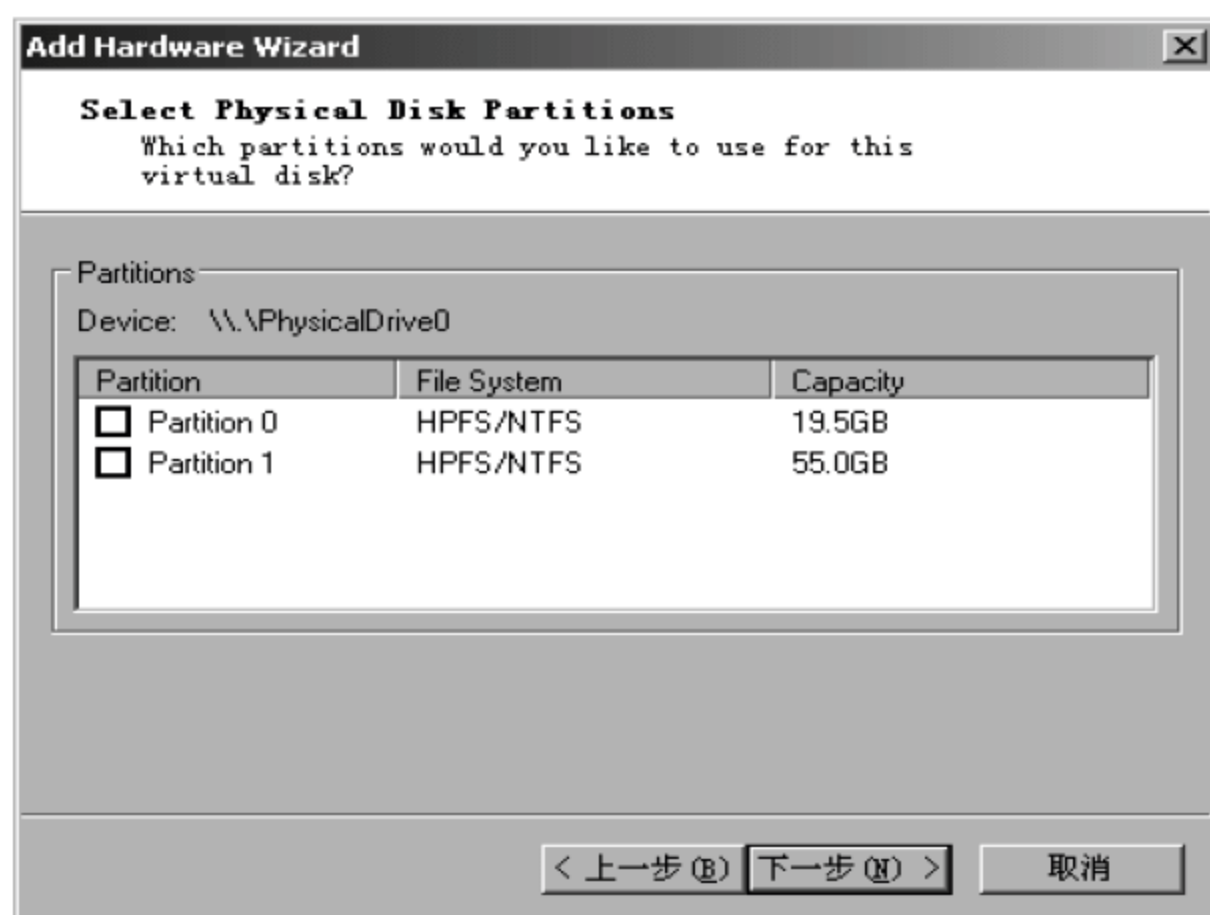 Add Hardware Wizard
Select Physical Disk Partitions
Which partitions would you like to use for this
virtual disk?
Partitions
Device: \\.\PhysicalDrive0
Partition File System Capacity
Partition 0 HPFS/NTFS 19.5GB
Partition 1 HPFS/NTFS 55.0GB
< 上一步(B) 下一步(N) > 取消